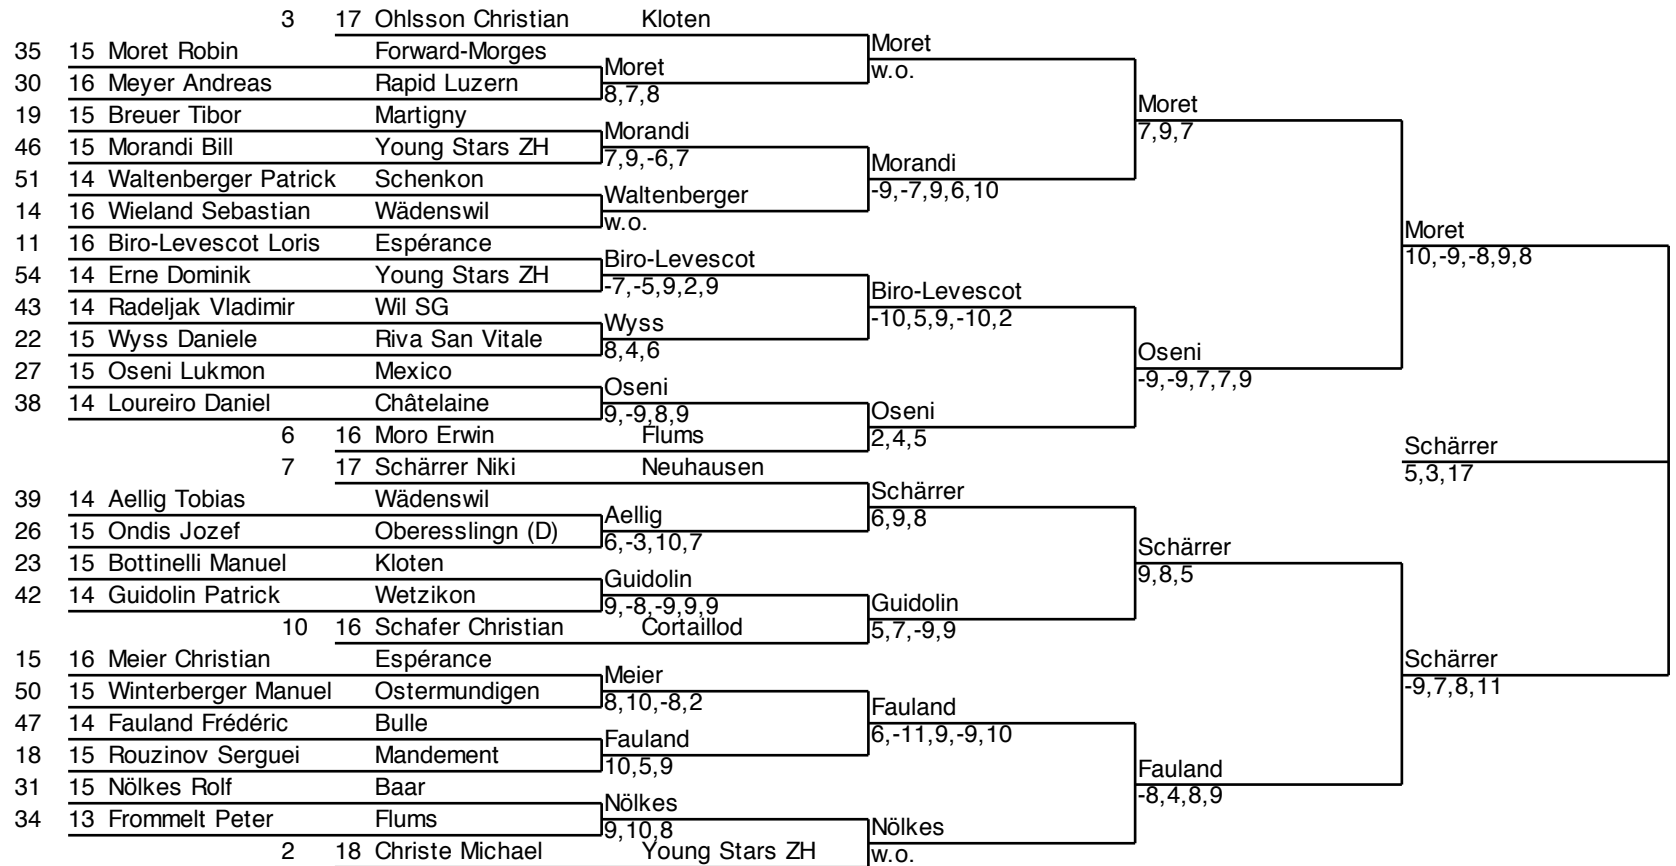 3 17 Ohlsson Christian Kloten
Moret
35 15 Moret Robin Forward-Morges
Moret
w.o.
30 16 Meyer Andreas Rapid Luzern
8,7,8
Moret
19 15 Breuer Tibor Martigny
Morandi
7,9,7
46 15 Morandi Bill Young Stars ZH
7,9,-6,7
Morandi
51 14 Waltenberger Patrick Schenkon
Waltenberger
-9,-7,9,6,10
14 16 Wieland Sebastian Wädenswil
w.o.
Moret
11 16 Biro-Levescot Loris Espérance
Biro-Levescot
10,-9,-8,9,8
54 14 Erne Dominik Young Stars ZH
-7,-5,9,2,9
Biro-Levescot
43 14 Radeljak Vladimir Wil SG
Wyss
-10,5,9,-10,2
22 15 Wyss Daniele Riva San Vitale
8,4,6
Oseni
27 15 Oseni Lukmon Mexico
Oseni
-9,-9,7,7,9
38 14 Loureiro Daniel Châtelaine
9,-9,8,9
Oseni
6 16 Moro Erwin Flums
2,4,5
Schärrer
7 17 Schärrer Niki Neuhausen
5,3,17
Schärrer
39 14 Aellig Tobias Wädenswil
Aellig
6,9,8
26 15 Ondis Jozef Oberesslingn (D)
6,-3,10,7
Schärrer
23 15 Bottinelli Manuel Kloten
Guidolin
9,8,5
42 14 Guidolin Patrick Wetzikon
9,-8,-9,9,9
Guidolin
10 16 Schafer Christian Cortaillod
5,7,-9,9
15 16 Meier Christian Espérance
Schärrer
Meier
50 15 Winterberger Manuel Ostermundigen
-9,7,8,11
8,10,-8,2
Fauland
47 14 Fauland Frédéric Bulle
Fauland
6,-11,9,-9,10
18 15 Rouzinov Serguei Mandement
10,5,9
Fauland
31 15 Nölkes Rolf Baar
Nölkes
-8,4,8,9
34 13 Frommelt Peter Flums
9,10,8
Nölkes
2 18 Christe Michael Young Stars ZH
w.o.